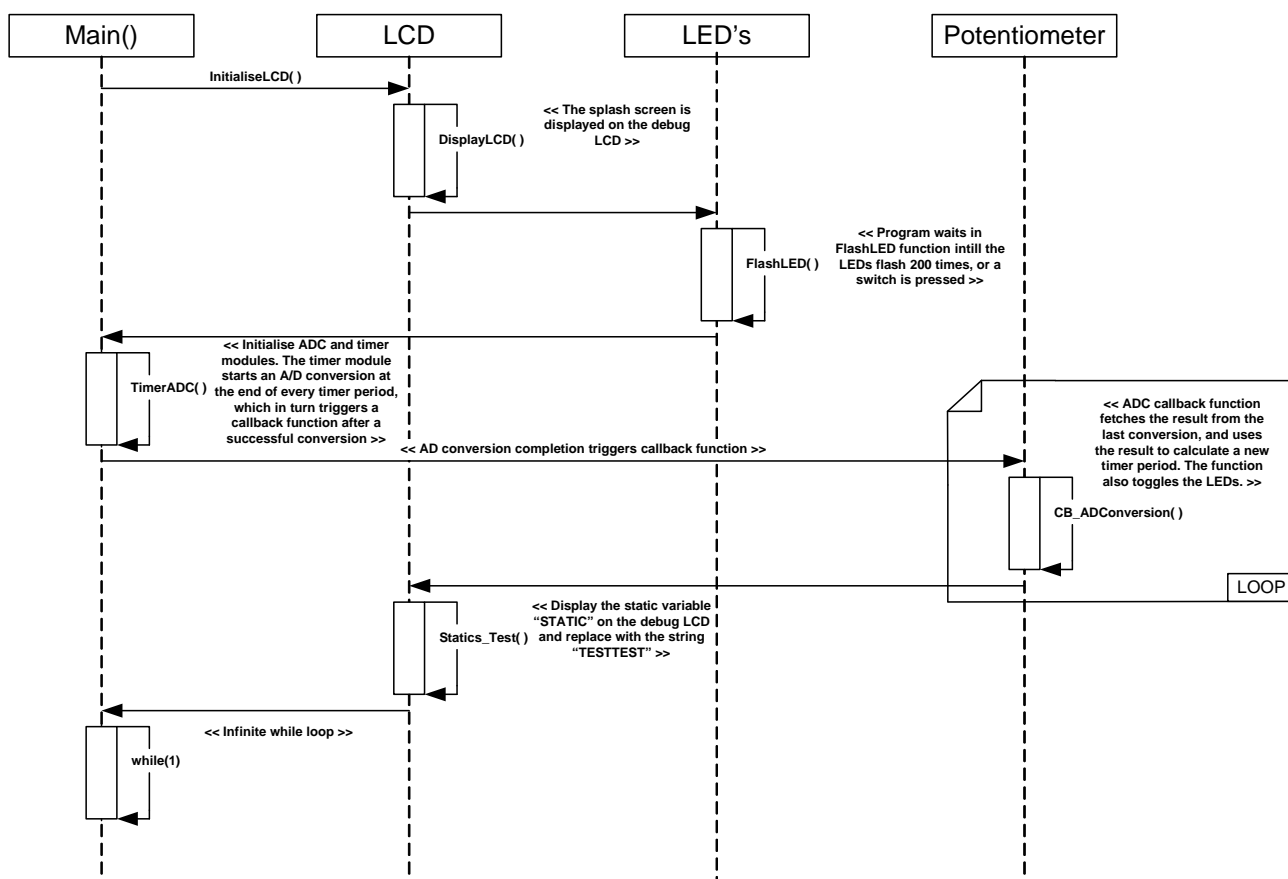 Main()
LCD
LED's
Potentiometer
InitialiseLCD( )
<< The splash screen is
displayed on the debug
LCD >>
DisplayLCD( )
<< Program waits in
FlashLED function intill the
LEDs flash 200 times, or a
switch is pressed >>
FlashLED( )
<< Initialise ADC and timer
modules. The timer module
starts an A/D conversion at
the end of every timer period,
which in turn triggers a
callback function after a
successful conversion >>
TimerADC( )
<< AD conversion completion triggers callback function >>
<< ADC callback function
fetches the result from the
last conversion, and uses
the result to calculate a new
timer period. The function
also toggles the LEDs. >>
CB_ADConversion( )
LOOP
<< Display the static variable
“STATIC” on the debug LCD
and replace with the string
“TESTTEST” >>
Statics_Test( )
<< Infinite while loop >>
while(1)